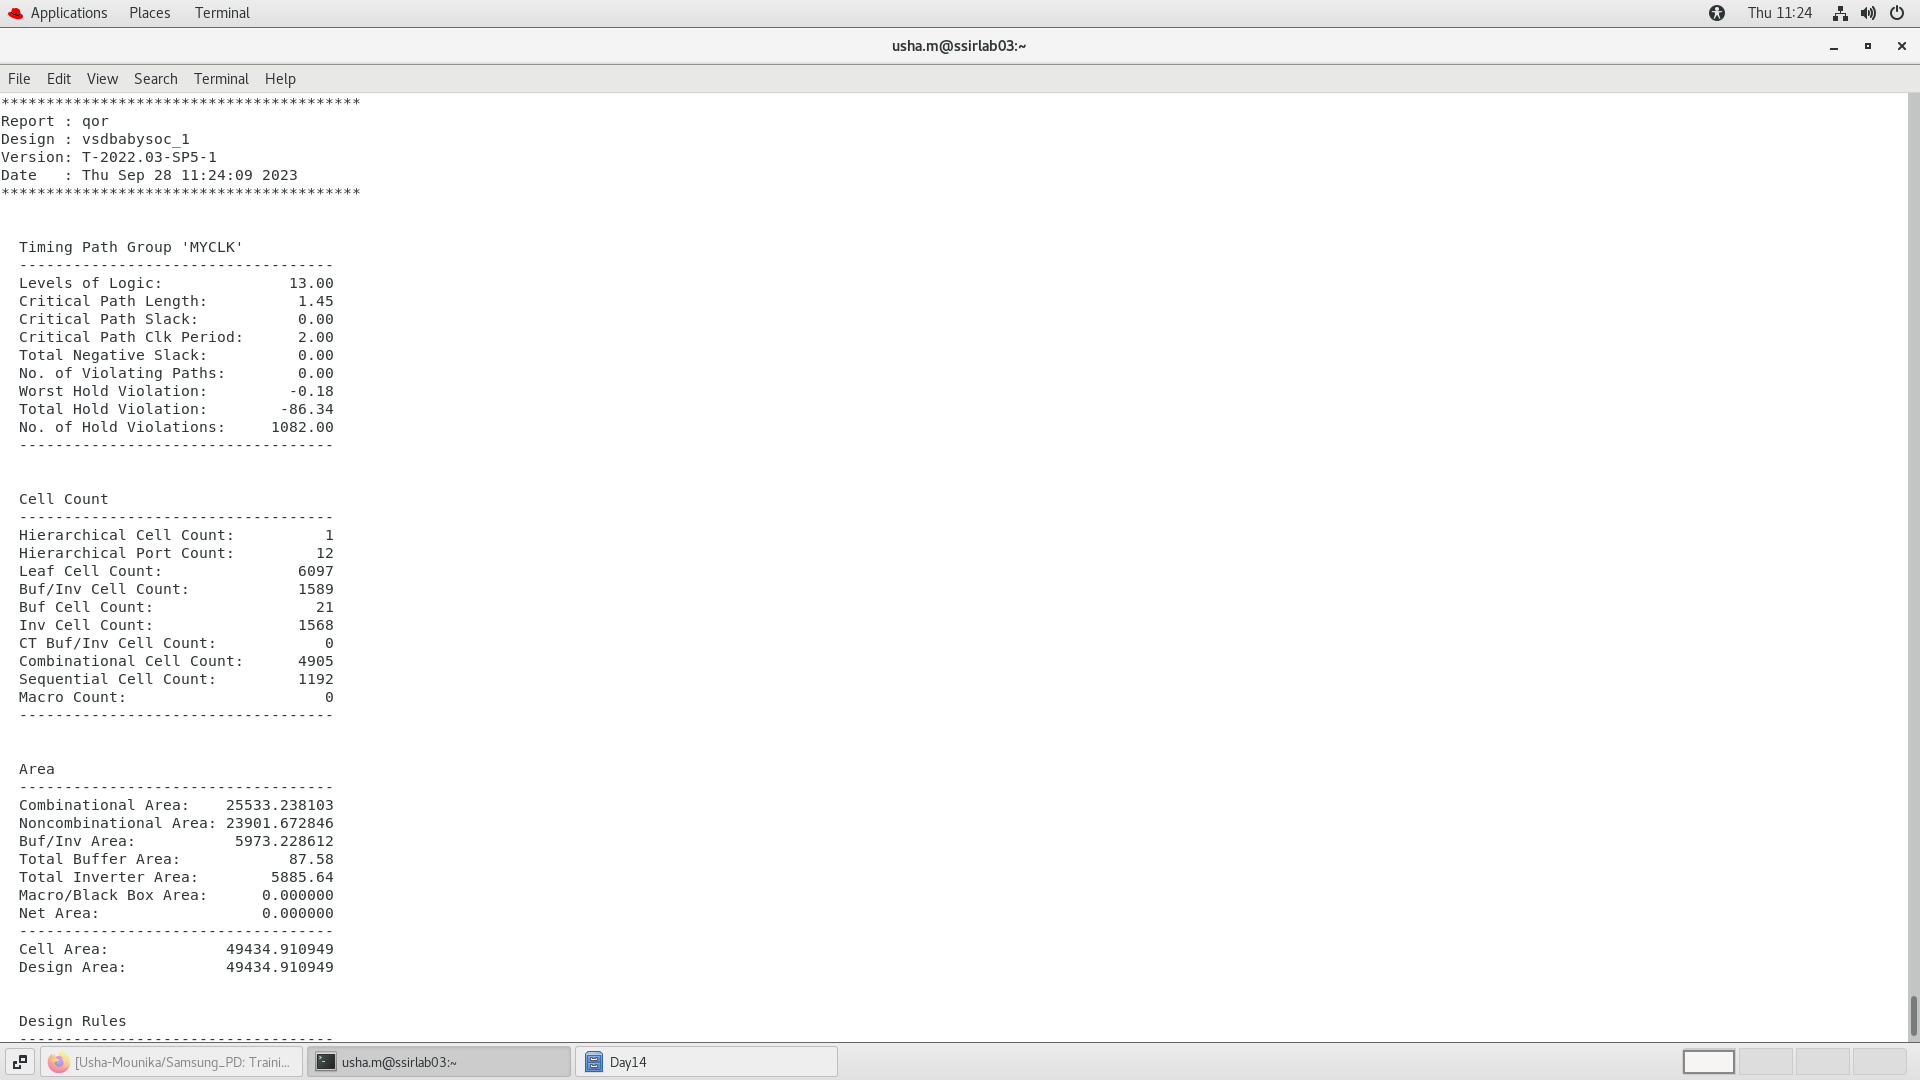 Applications Places Terminal Thu 11:24
usha.m@ssirlab03:~
File Edit View Search Terminal Help
****************************************
Report : qor
Design : vsdbabysoc_1
Version: T-2022.03-SP5-1
Date   : Thu Sep 28 11:24:09 2023
****************************************
Timing Path Group 'MYCLK'
-----------------------------------
Levels of Logic:              13.00
Critical Path Length:          1.45
Critical Path Slack:           0.00
Critical Path Clk Period:      2.00
Total Negative Slack:          0.00
No. of Violating Paths:        0.00
Worst Hold Violation:         -0.18
Total Hold Violation:        -86.34
No. of Hold Violations:     1082.00
-----------------------------------
Cell Count
-----------------------------------
Hierarchical Cell Count:          1
Hierarchical Port Count:         12
Leaf Cell Count:               6097
Buf/Inv Cell Count:            1589
Buf Cell Count:                  21
Inv Cell Count:                1568
CT Buf/Inv Cell Count:            0
Combinational Cell Count:      4905
Sequential Cell Count:         1192
Macro Count:                      0
-----------------------------------
Area
-----------------------------------
Combinational Area:    25533.238103
Noncombinational Area: 23901.672846
Buf/Inv Area:           5973.228612
Total Buffer Area:            87.58
Total Inverter Area:        5885.64
Macro/Black Box Area:      0.000000
Net Area:                  0.000000
-----------------------------------
Cell Area:             49434.910949
Design Area:           49434.910949
Design Rules
-----------------------------------
[Usha-Mounika/Samsung_PD: Traini... usha.m@ssirlab03:~ Day14